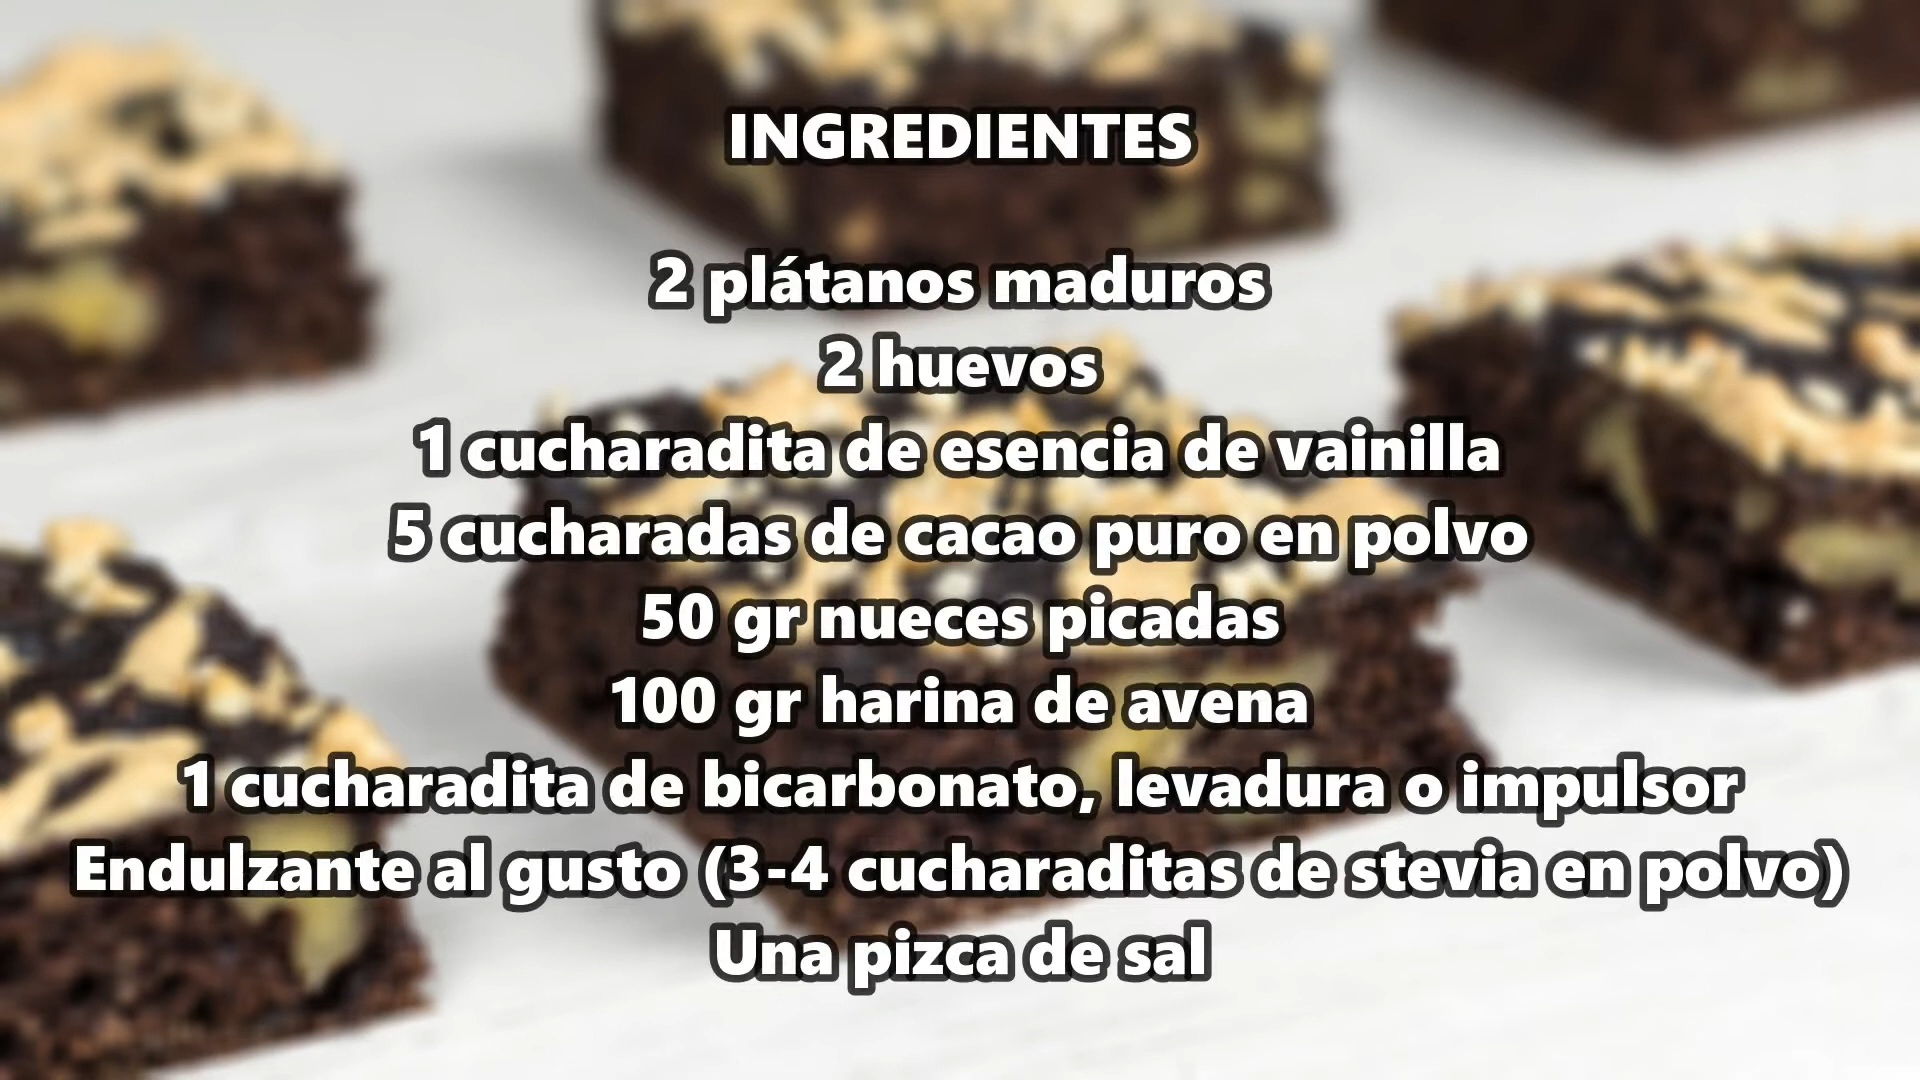 INGREDIENTES
2 plátanos maduros
2 huevos
1 cucharadita de esencia de vainilla
5 cucharadas de cacao puro en polvo
50 gr nueces picadas
100 gr harina de avena
1 cucharadita de bicarbonato, levadura o impulsor
Endulzante al gusto (3-4 cucharaditas de stevia en polvo)
Una pizca de sal